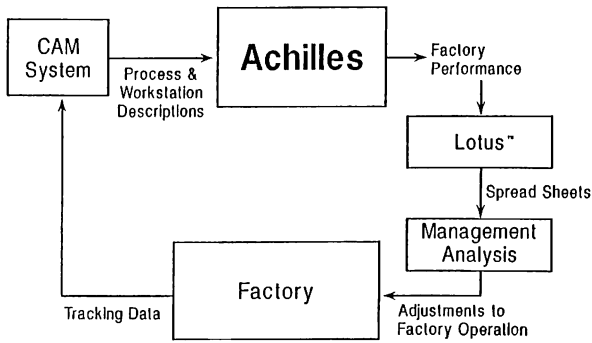 CAM
System
Process &
Workstation
Descriptions
Achilles
Factory
Performance
Lotus™
Spread Sheets
Management
Analysis
Adjustments to
Factory Operation
Factory
Tracking Data